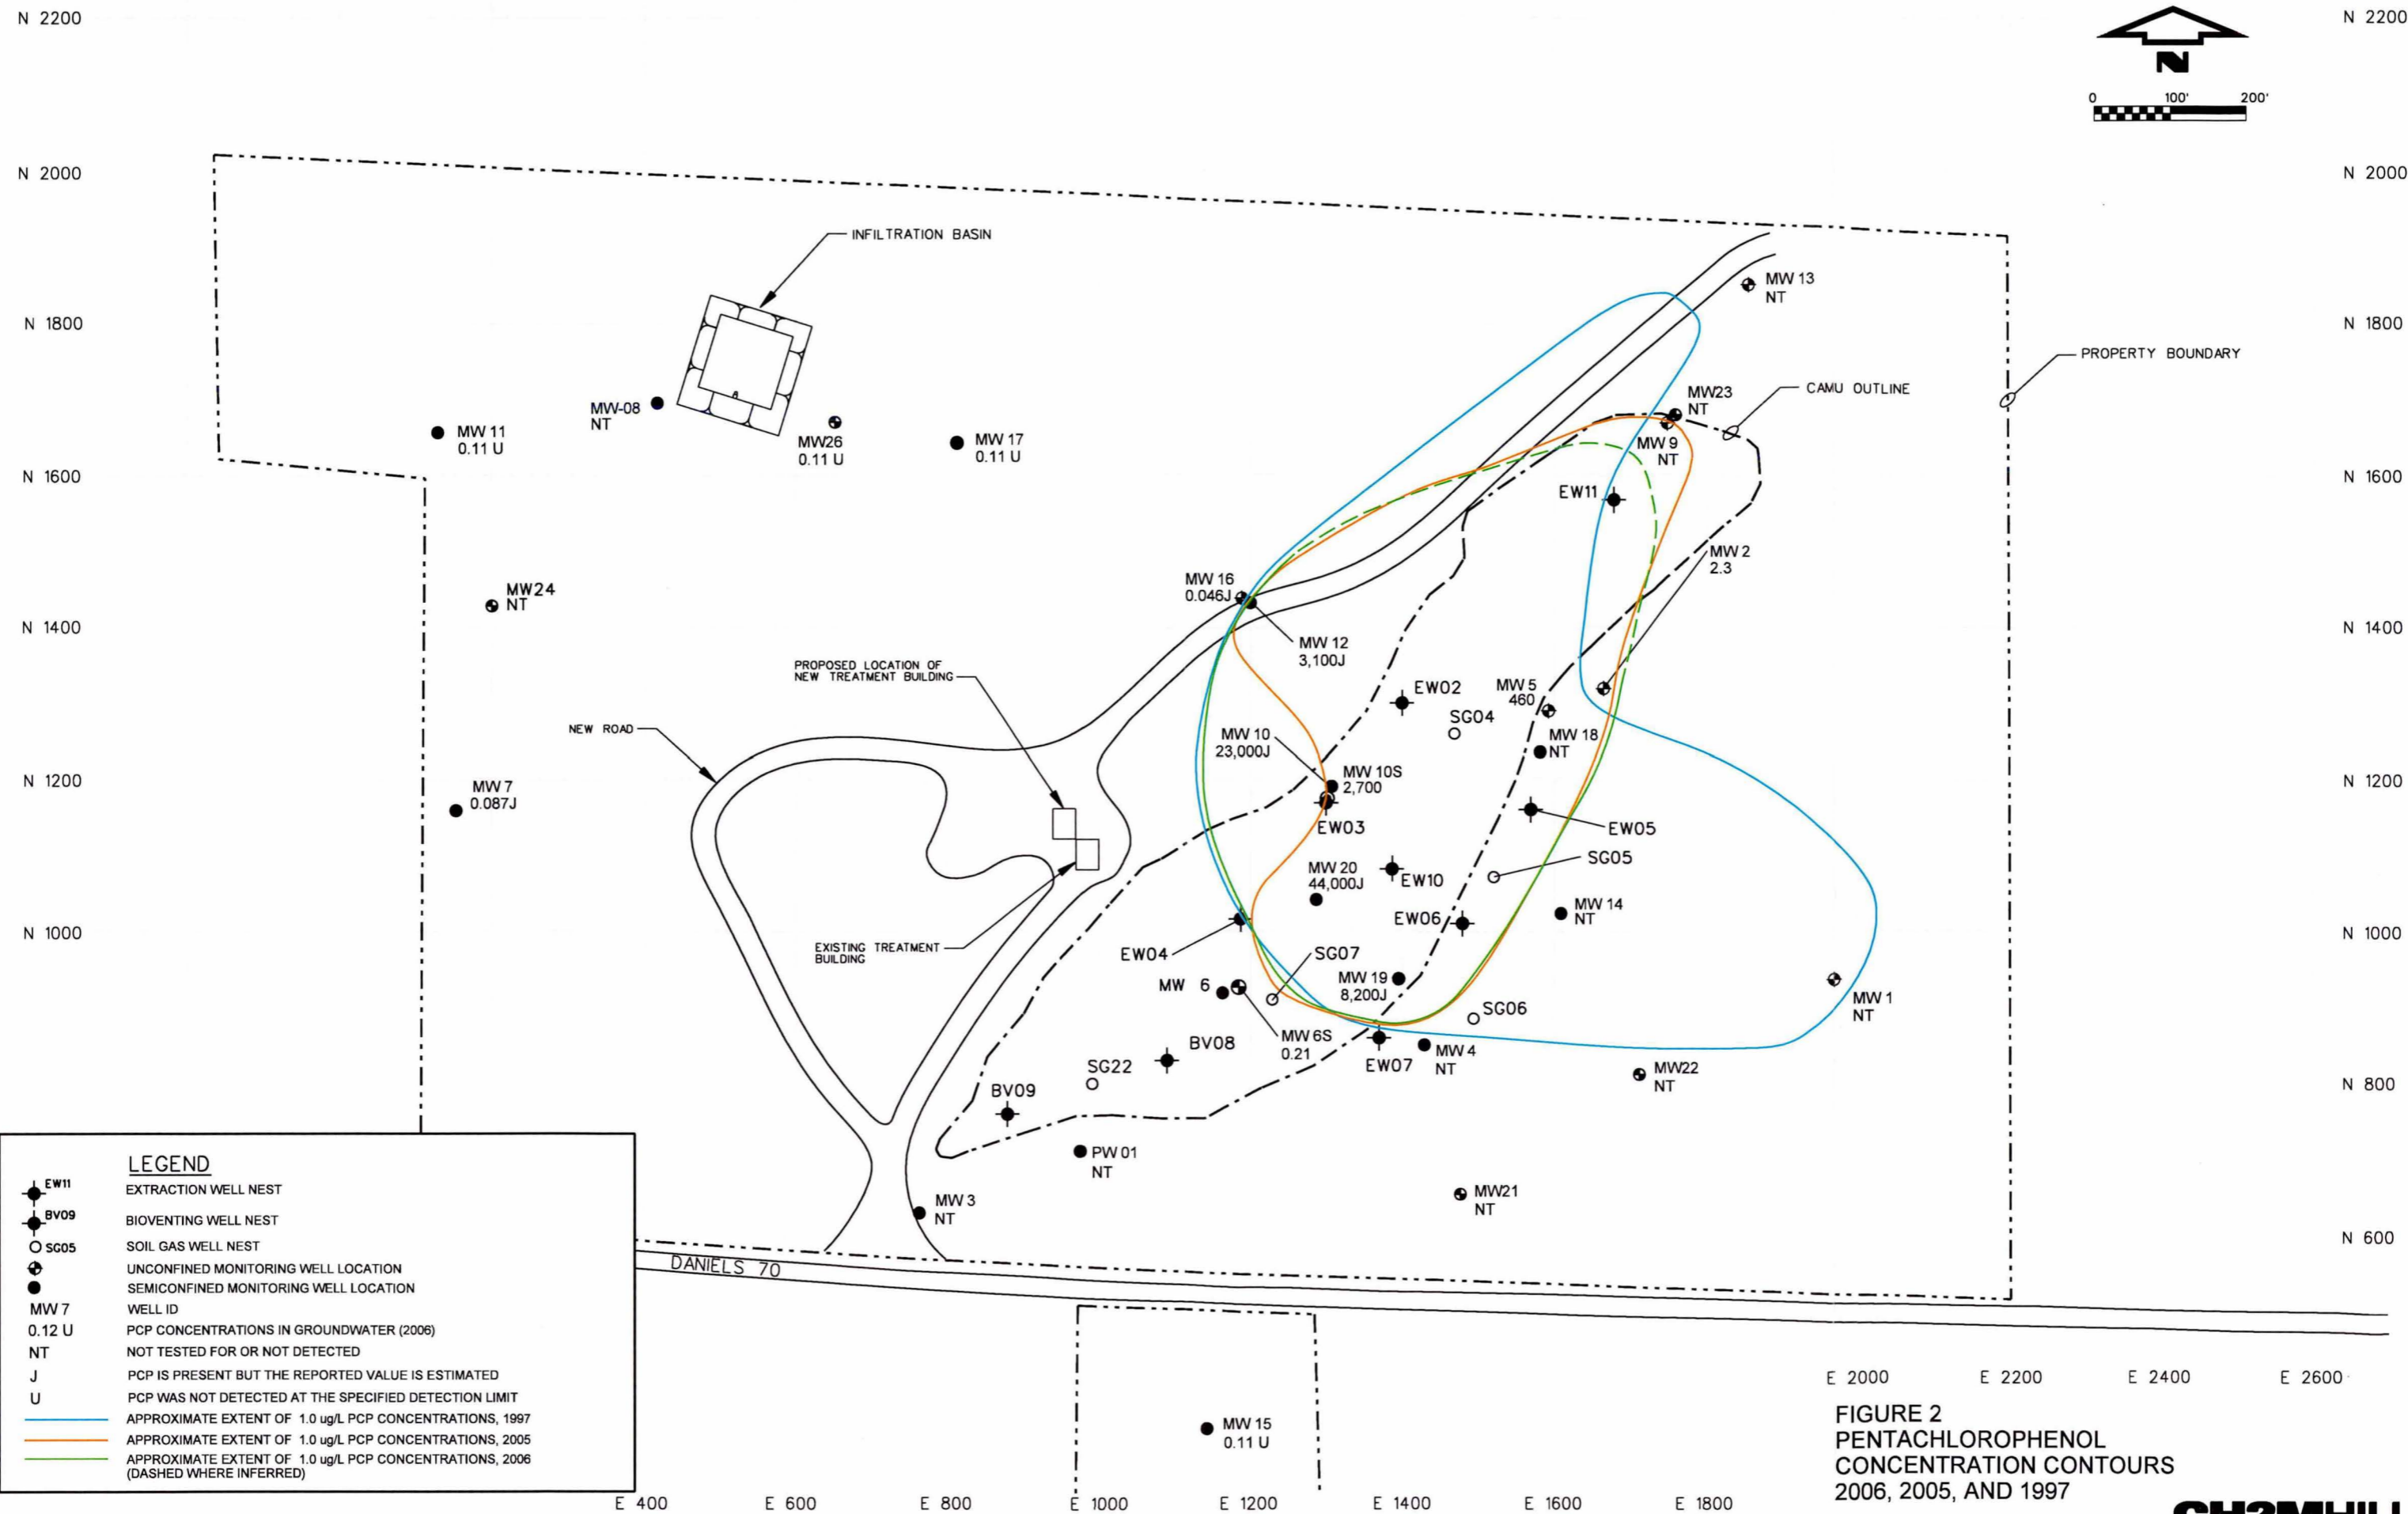 N 2200
N 2200
N
0 100' 200'
N 2000
N 2000
INFILTRATION BASIN
MW 13
NT
N 1800
N 1800
PROPERTY BOUNDARY
CAMU OUTLINE
MW23
NT
MW-08
NT
MW 11
0.11 U
MW26
0.11 U
MW 17
0.11 U
MW 9
NT
N 1600
N 1600
EW11
MW 2
2.3
MW 16
0.046J
MW24
NT
N 1400
N 1400
MW 12
3,100J
PROPOSED LOCATION OF
NEW TREATMENT BUILDING
EW02
MW 5
460
SG04
NEW ROAD
MW 10
23,000J
MW 18
NT
MW 10S
2,700
N 1200
N 1200
MW 7
0.087J
EW03
EW05
SG05
MW 20
44,000J
EW10
MW 14
NT
EW06
N 1000
N 1000
EXISTING TREATMENT
BUILDING
EW04
SG07
MW 19
8,200J
MW 6
MW 1
NT
SG06
MW 6S
0.21
BV08
EW07
MW 4
NT
SG22
MW22
NT
N 800
N 800
BV09
PW 01
NT
MW 3
NT
MW21
NT
N 600
DANIELS 70
LEGEND
EW11 EXTRACTION WELL NEST
BV09 BIOVENTING WELL NEST
SG05 SOIL GAS WELL NEST
UNCONFINED MONITORING WELL LOCATION
SEMICONFINED MONITORING WELL LOCATION
MW 7 WELL ID
0.12 U PCP CONCENTRATIONS IN GROUNDWATER (2006)
NT NOT TESTED FOR OR NOT DETECTED
J PCP IS PRESENT BUT THE REPORTED VALUE IS ESTIMATED
U PCP WAS NOT DETECTED AT THE SPECIFIED DETECTION LIMIT
APPROXIMATE EXTENT OF 1.0 ug/L PCP CONCENTRATIONS, 1997
APPROXIMATE EXTENT OF 1.0 ug/L PCP CONCENTRATIONS, 2005
APPROXIMATE EXTENT OF 1.0 ug/L PCP CONCENTRATIONS, 2006
(DASHED WHERE INFERRED)
MW 15
0.11 U
E 2000 E 2200 E 2400 E 2600
E 400 E 600 E 800 E 1000 E 1200 E 1400 E 1600 E 1800
FIGURE 2
PENTACHLOROPHENOL
CONCENTRATION CONTOURS
2006, 2005, AND 1997
CH2MHILL